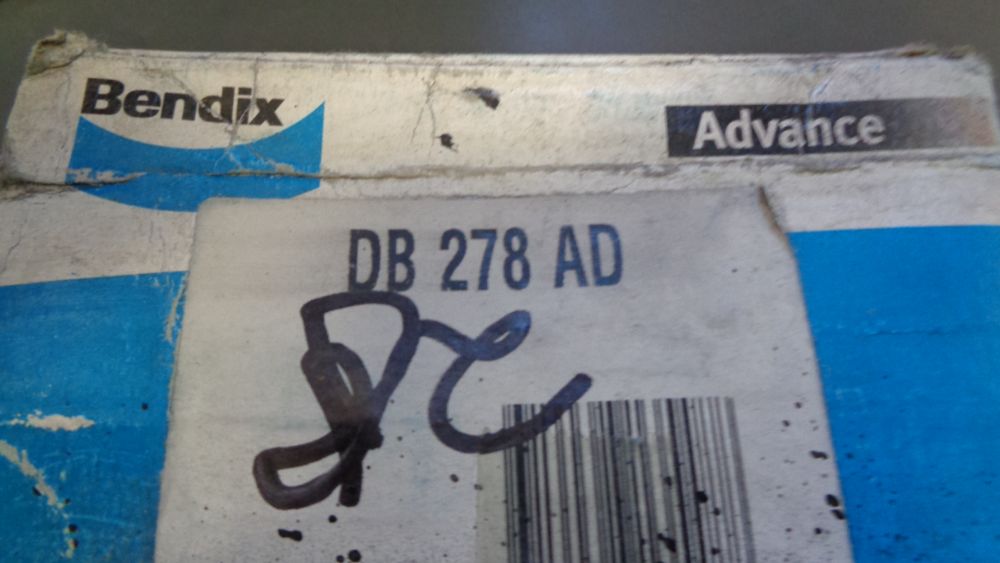 Bendix
Advance
DB 278 AD